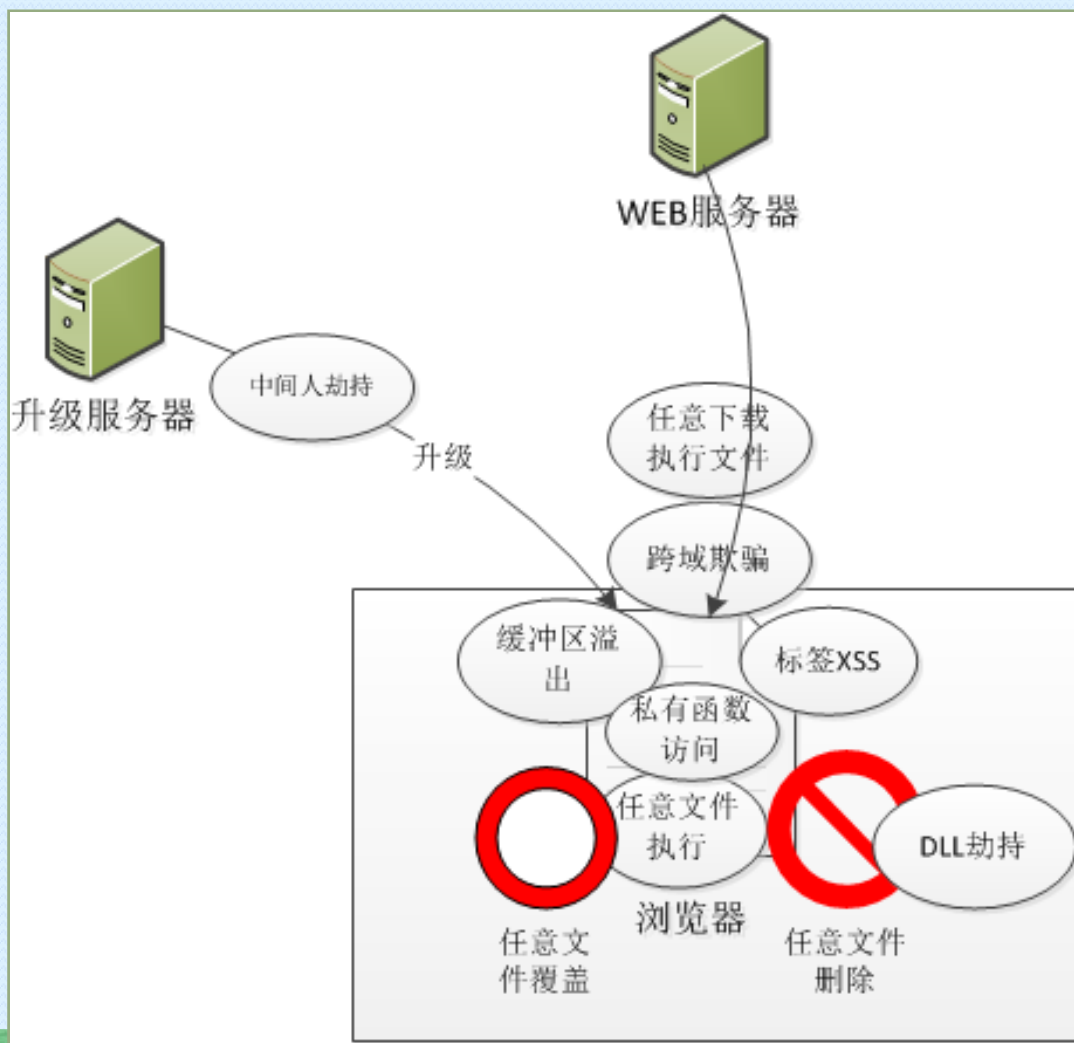 WEB服务器
中间人劫持
升级服务器
升级
任意下载
执行文件
跨域欺骗
缓冲区溢
出
标签XSS
私有函数
访问
任意文件
执行
DLL劫持
浏览器
任意文
件覆盖
任意文件
删除